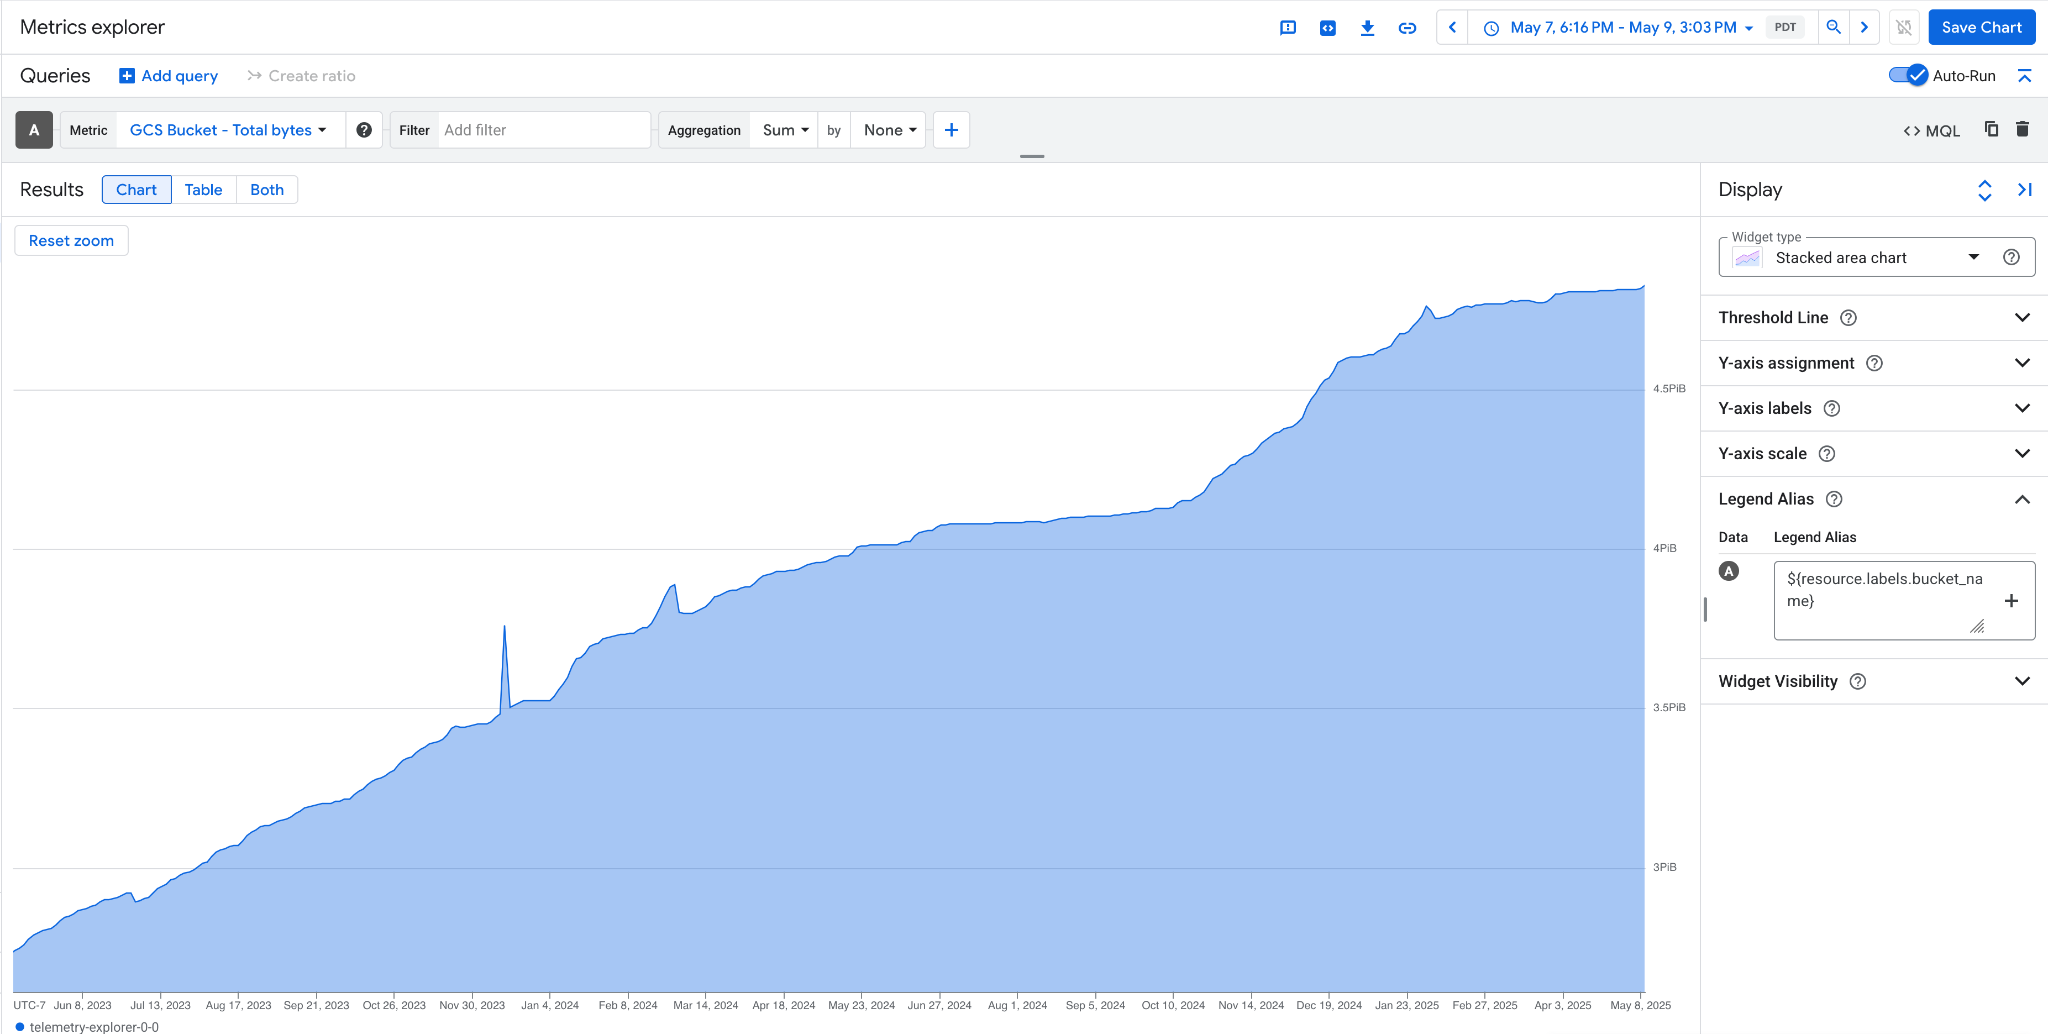 Metrics explorer
May 7, 6:16 PM - May 9, 3:03 PM
PDT
Save Chart
Queries
Add query
Create ratio
Auto-Run
A
Metric
GCS Bucket - Total bytes
Filter
Add filter
Aggregation
Sum
by
None
<> MQL
Results
Chart
Table
Both
Display
Reset zoom
Widget type
Stacked area chart
Threshold Line
Y-axis assignment
Y-axis labels
Y-axis scale
Legend Alias
Data
Legend Alias
A
${resource.labels.bucket_na
me}
Widget Visibility
4.5PiB
4PiB
3.5PiB
3PiB
UTC-7
Jun 8, 2023
Jul 13, 2023
Aug 17, 2023
Sep 21, 2023
Oct 26, 2023
Nov 30, 2023
Jan 4, 2024
Feb 8, 2024
Mar 14, 2024
Apr 18, 2024
May 23, 2024
Jun 27, 2024
Aug 1, 2024
Sep 5, 2024
Oct 10, 2024
Nov 14, 2024
Dec 19, 2024
Jan 23, 2025
Feb 27, 2025
Apr 3, 2025
May 8, 2025
telemetry-explorer-0-0